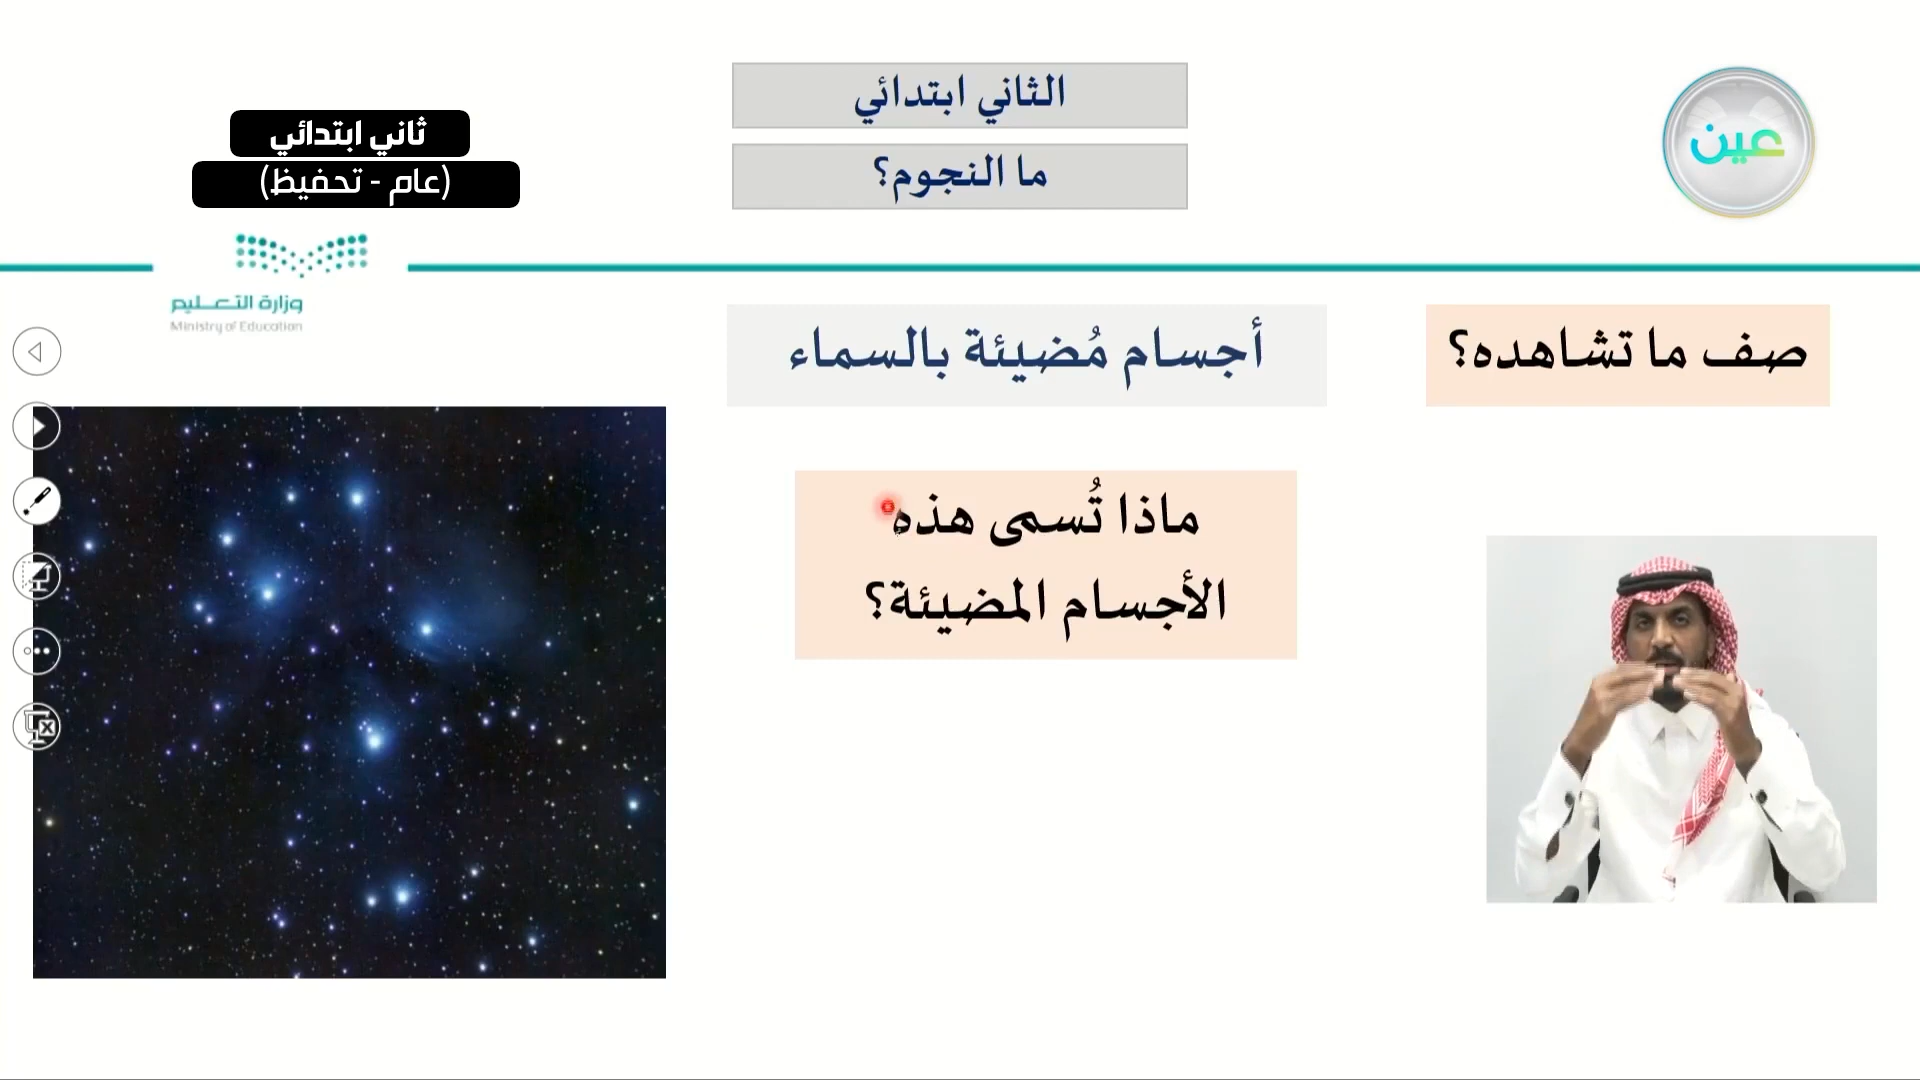 الثاني ابتدائي
ما النجوم؟
عين
ثاني ابتدائي
(عام - تحفيظ)
وزارة التعليم
Ministry of Education
صف ما تشاهده؟
أجسام مُضيئة بالسماء
ماذا تُسمى هذه
الأجسام المضيئة؟